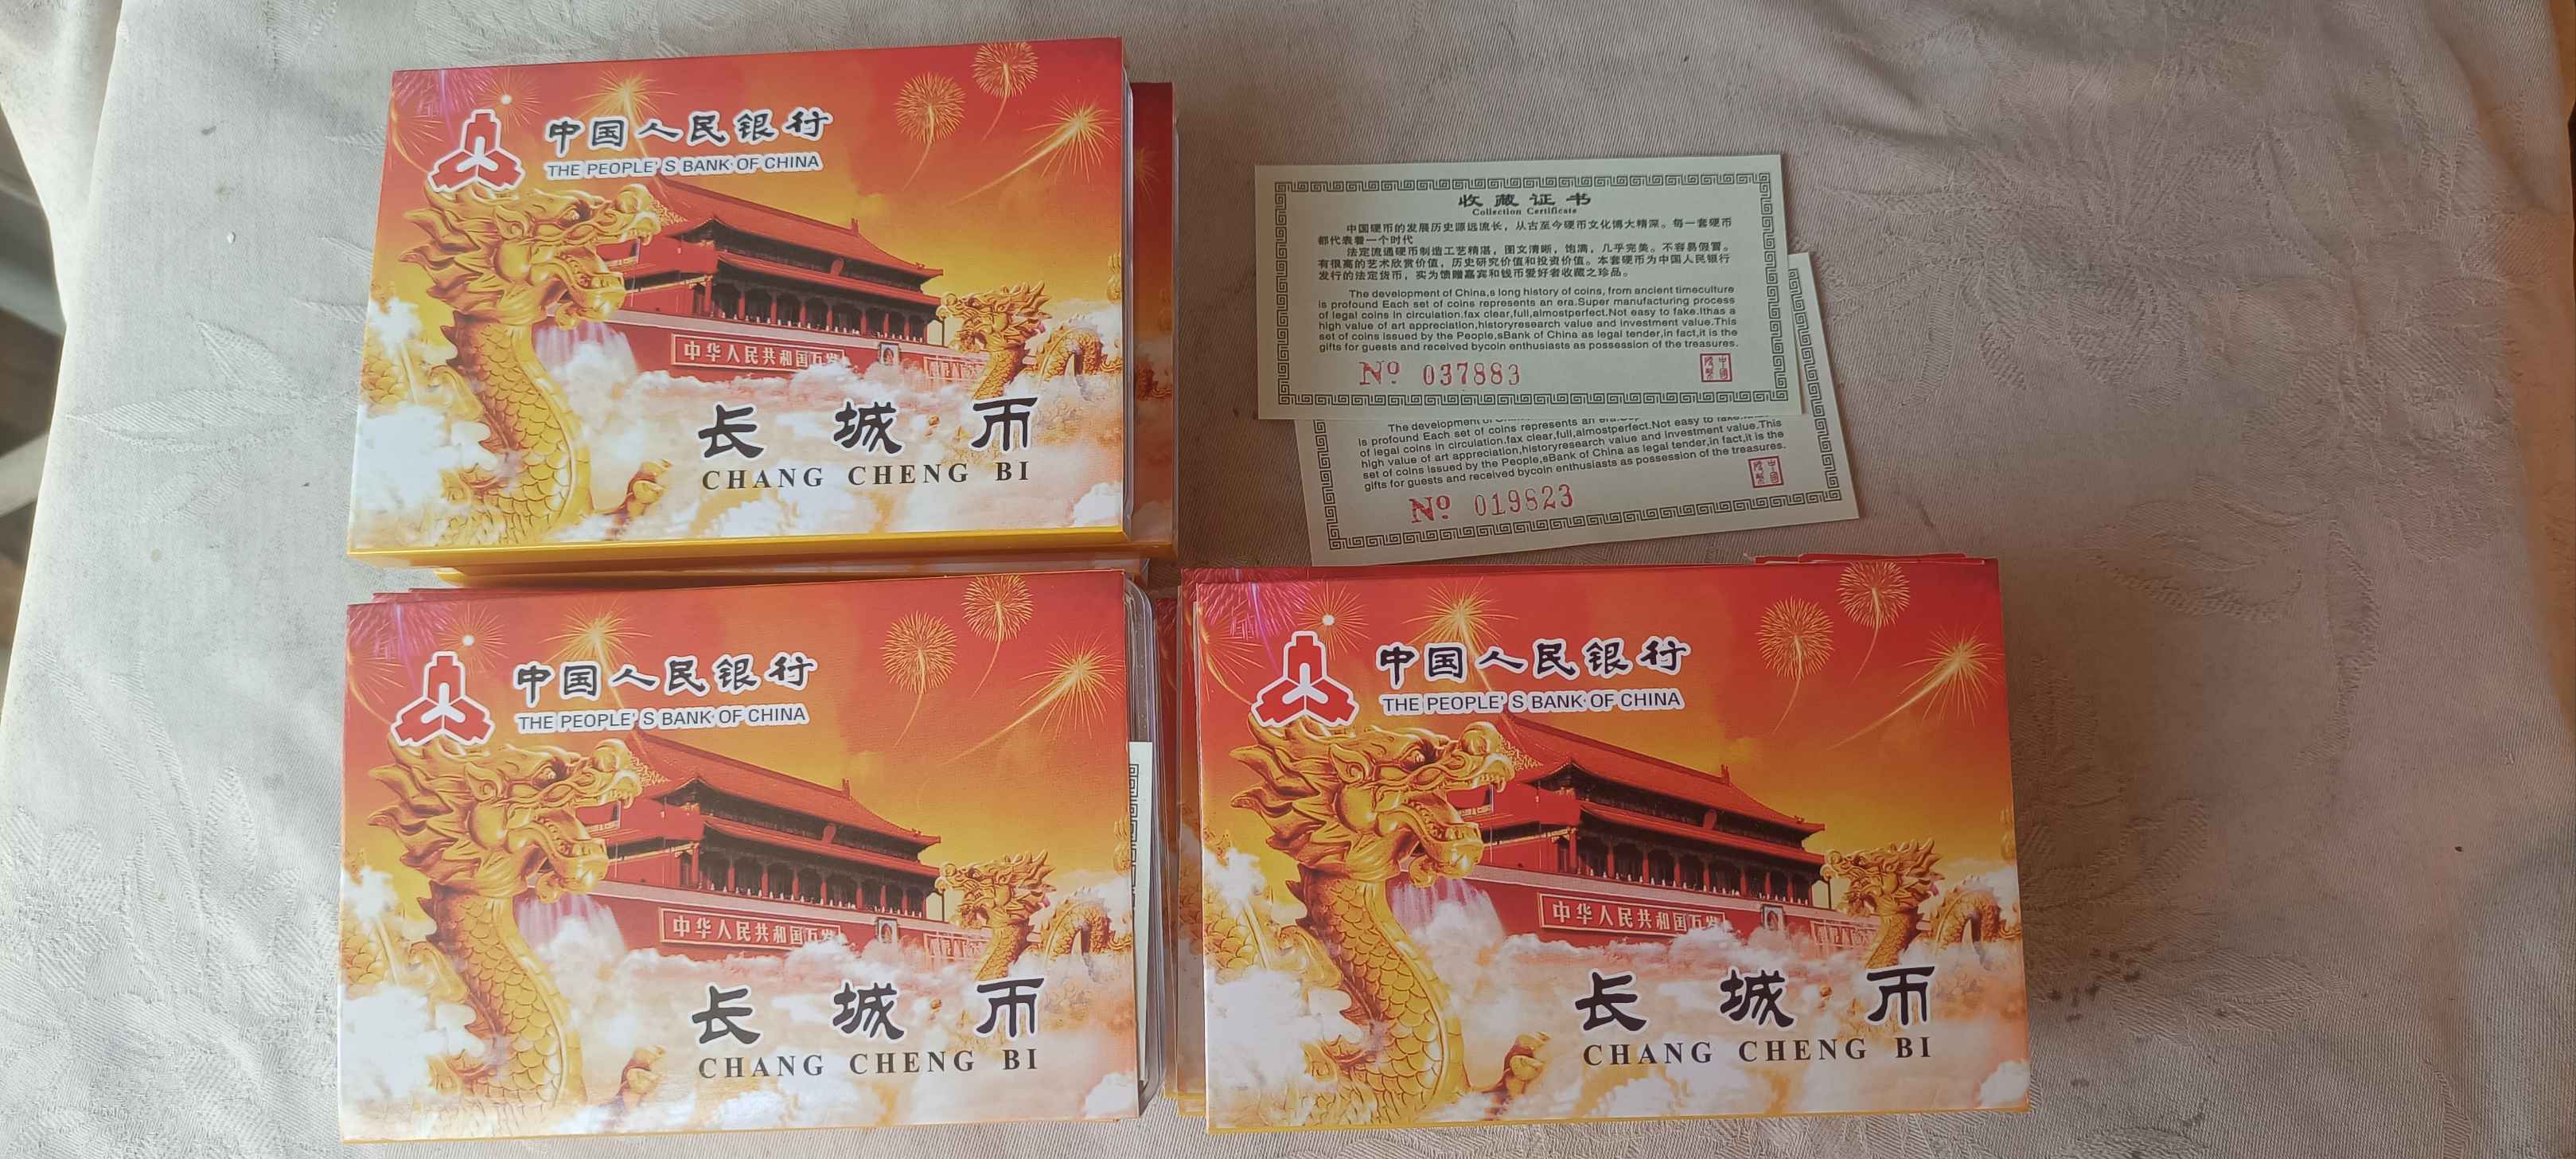 中国人民银行
THE PEOPLE' S BANK OF CHINA
中华人民共和国万岁
长城币
CHANG CHENG BI
收藏证书
Collection Certificate
中国硬币的发展历史源远流长，从古至今硬币文化博大精深。每一套硬币
都代表着一个时代
法定流通硬币制造工艺精湛，图文清晰，饱满，几乎完美。不容易假冒。
有很高的艺术欣赏价值，历史研究价值和投资价值。本套硬币为中国人民银行
发行的法定货币，实为馈赠嘉宾和钱币爱好者收藏之珍品。
The development of China,s long history of coins, from ancient timeculture
is profound Each set of coins represents an era.Super manufacturing process
of legal coins in circulation.fax clear,full,almostperfect.Not easy to fake.Ithas a
high value of art appreciation,historyresearch value and investment value.This
set of coins issued by the People,sBank of China as legal tender,in fact,it is the
gifts for guests and received bycoin enthusiasts as possession of the treasures.
Nº 037883
The development of
is profound Each set of coins represents an
of legal coins in circulation.fax clear,full,almostperfect.Not easy to
high value of art appreciation,historyresearch value and investment value.This
set of coins issued by the People,sBank of China as legal tender,in fact,it is the
gifts for guests and received bycoin enthusiasts as possession of the treasures.
Nº 019823
中国人民银行
THE PEOPLE' S BANK OF CHINA
中华人民共和国万岁
长城币
CHANG CHENG BI
中国人民银行
THE PEOPLE' S BANK OF CHINA
中华人民共和国万岁
长城币
CHANG CHENG BI